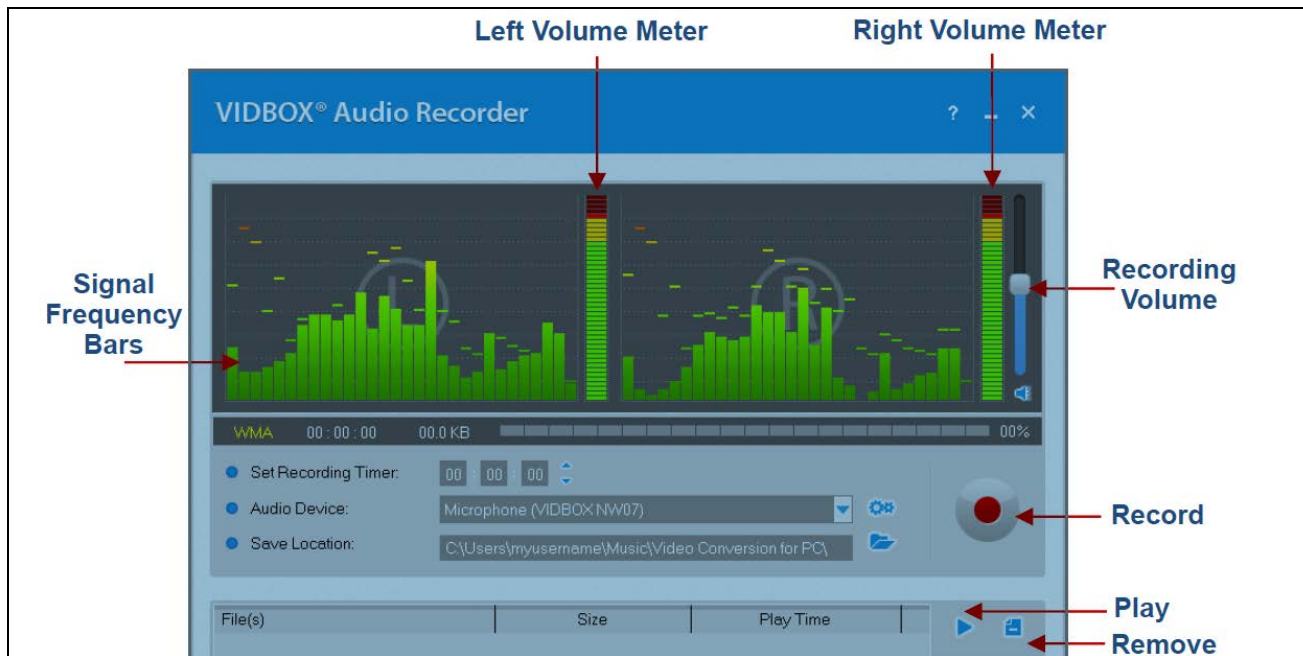 Left Volume Meter
Right Volume Meter
VIDBOX® Audio Recorder
?
Signal
Frequency
Bars
L
R
Recording
Volume
WMA 00:00:00 00.0 KB 00%
Set Recording Timer: 00 : 00 : 00
Audio Device: Microphone (VIDBOX NW07)
Save Location: C:\Users\myusername\Music\Video Conversion for PC\
Record
File(s) Size Play Time
Play
Remove